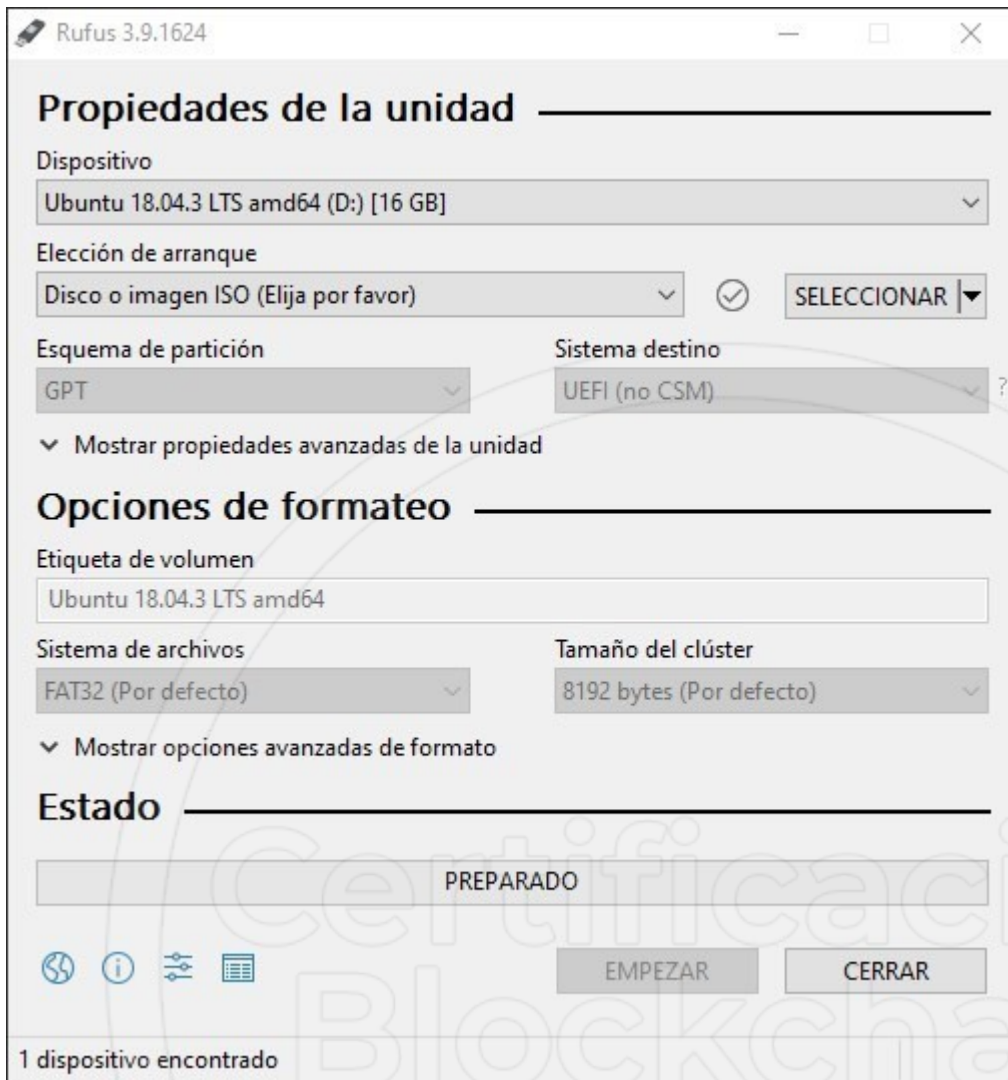 Rufus 3.9.1624
Propiedades de la unidad
Dispositivo
Ubuntu 18.04.3 LTS amd64 (D:) [16 GB]
Elección de arranque
Disco o imagen ISO (Elija por favor)
SELECCIONAR
Esquema de partición
Sistema destino
GPT
UEFI (no CSM)
?
Mostrar propiedades avanzadas de la unidad
Opciones de formateo
Etiqueta de volumen
Ubuntu 18.04.3 LTS amd64
Sistema de archivos
Tamaño del clúster
FAT32 (Por defecto)
8192 bytes (Por defecto)
Mostrar opciones avanzadas de formato
Estado
PREPARADO
Certificaci
Blockcha
EMPEZAR
CERRAR
1 dispositivo encontrado